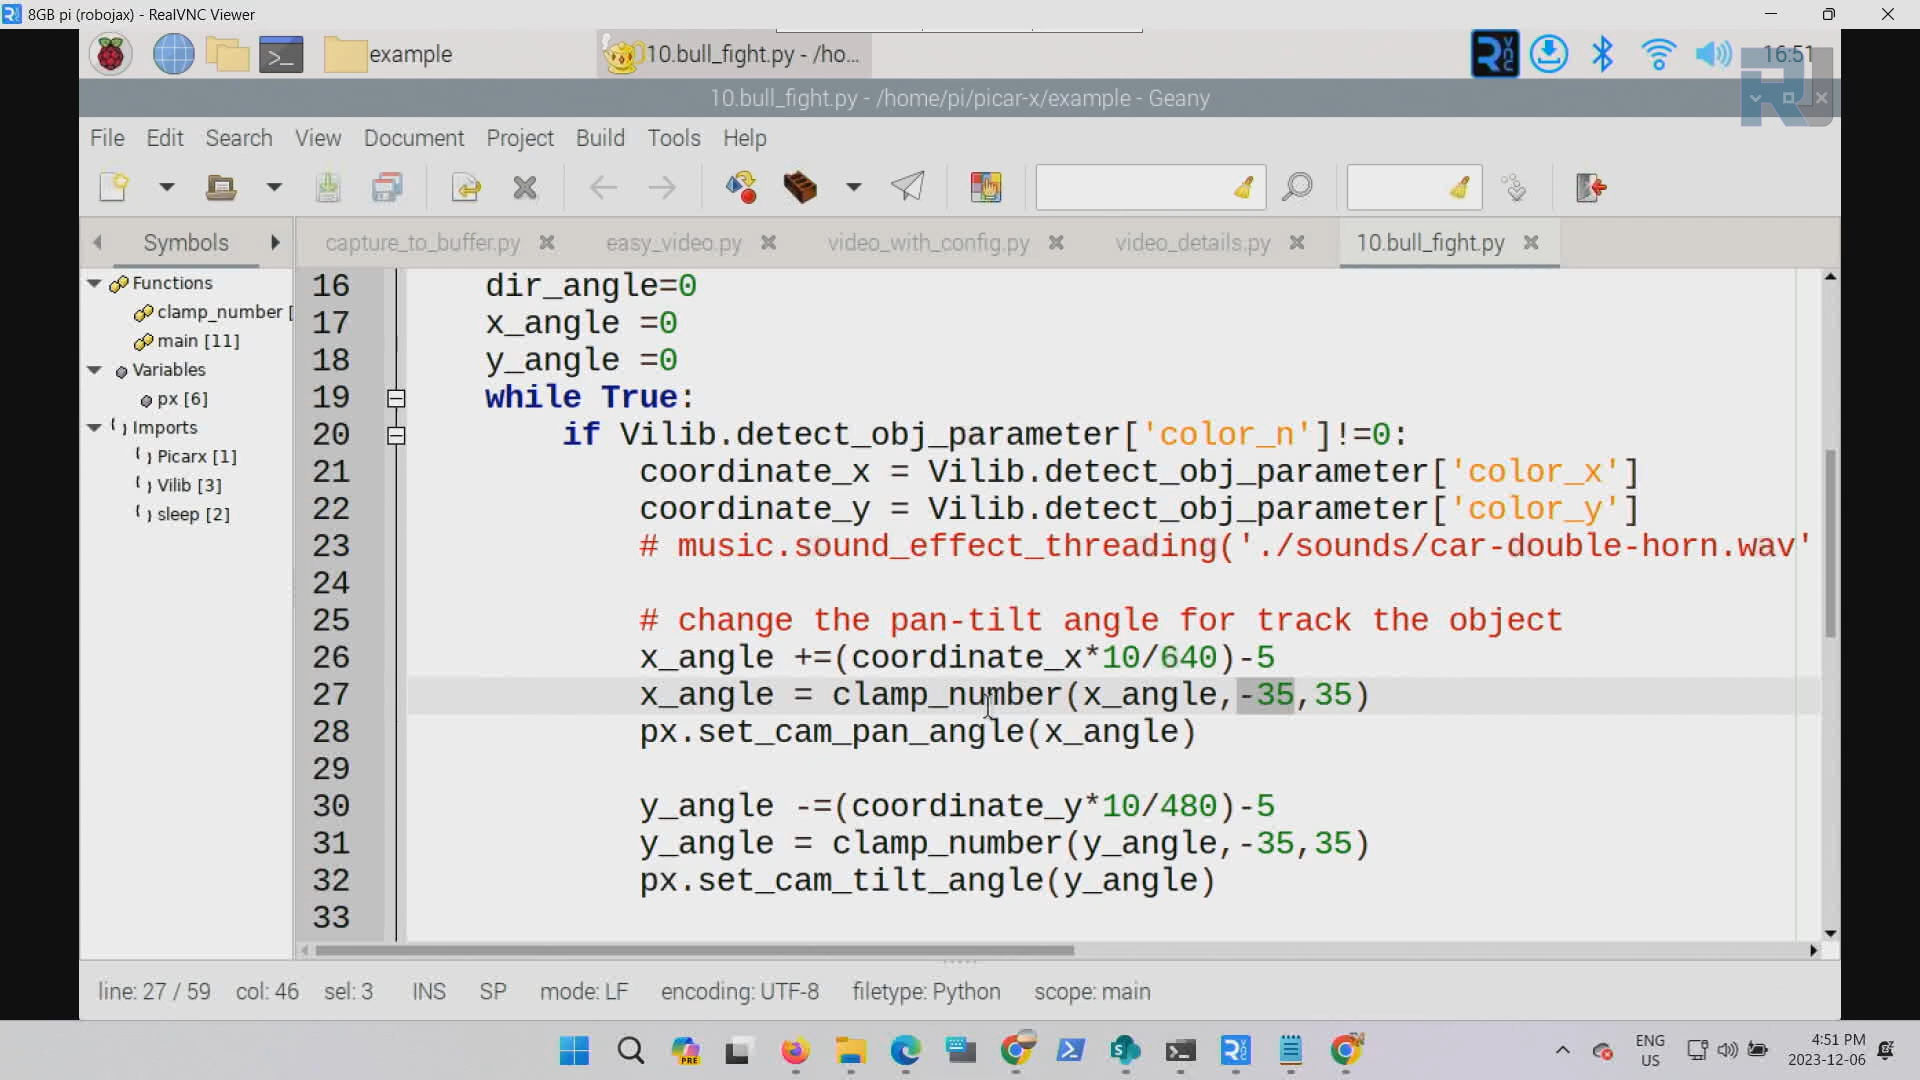 8GB pi (robojax) - RealVNC Viewer
example
10.bull_fight.py - /ho...
16:51
10.bull_fight.py - /home/pi/picar-x/example - Geany
File Edit Search View Document Project Build Tools Help
Symbols
capture_to_buffer.py
easy_video.py
video_with_config.py
video_details.py
10.bull_fight.py
Functions
clamp_number [
main [11]
Variables
px [6]
Imports
Picarx [1]
Vilib [3]
sleep [2]
16 dir_angle=0
17 x_angle =0
18 y_angle =0
19 while True:
20 if Vilib.detect_obj_parameter['color_n']!=0:
21 coordinate_x = Vilib.detect_obj_parameter['color_x']
22 coordinate_y = Vilib.detect_obj_parameter['color_y']
23 # music.sound_effect_threading('./sounds/car-double-horn.wav'
24
25 # change the pan-tilt angle for track the object
26 x_angle +=(coordinate_x*10/640)-5
27 x_angle = clamp_number(x_angle,-35,35)
28 px.set_cam_pan_angle(x_angle)
29
30 y_angle -=(coordinate_y*10/480)-5
31 y_angle = clamp_number(y_angle,-35,35)
32 px.set_cam_tilt_angle(y_angle)
33
line: 27 / 59 col: 46 sel: 3 INS SP mode: LF encoding: UTF-8 filetype: Python scope: main
PRE
ENG
US
4:51 PM
2023-12-06